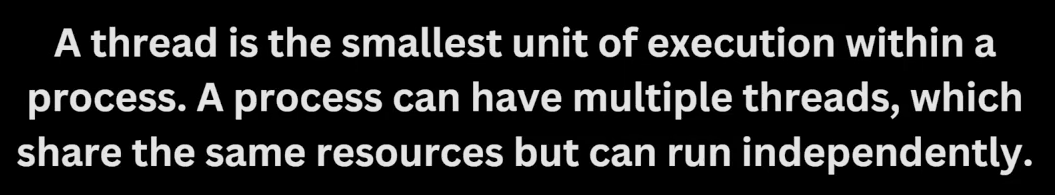 A thread is the smallest unit of execution within a
process. A process can have multiple threads, which
share the same resources but can run independently.